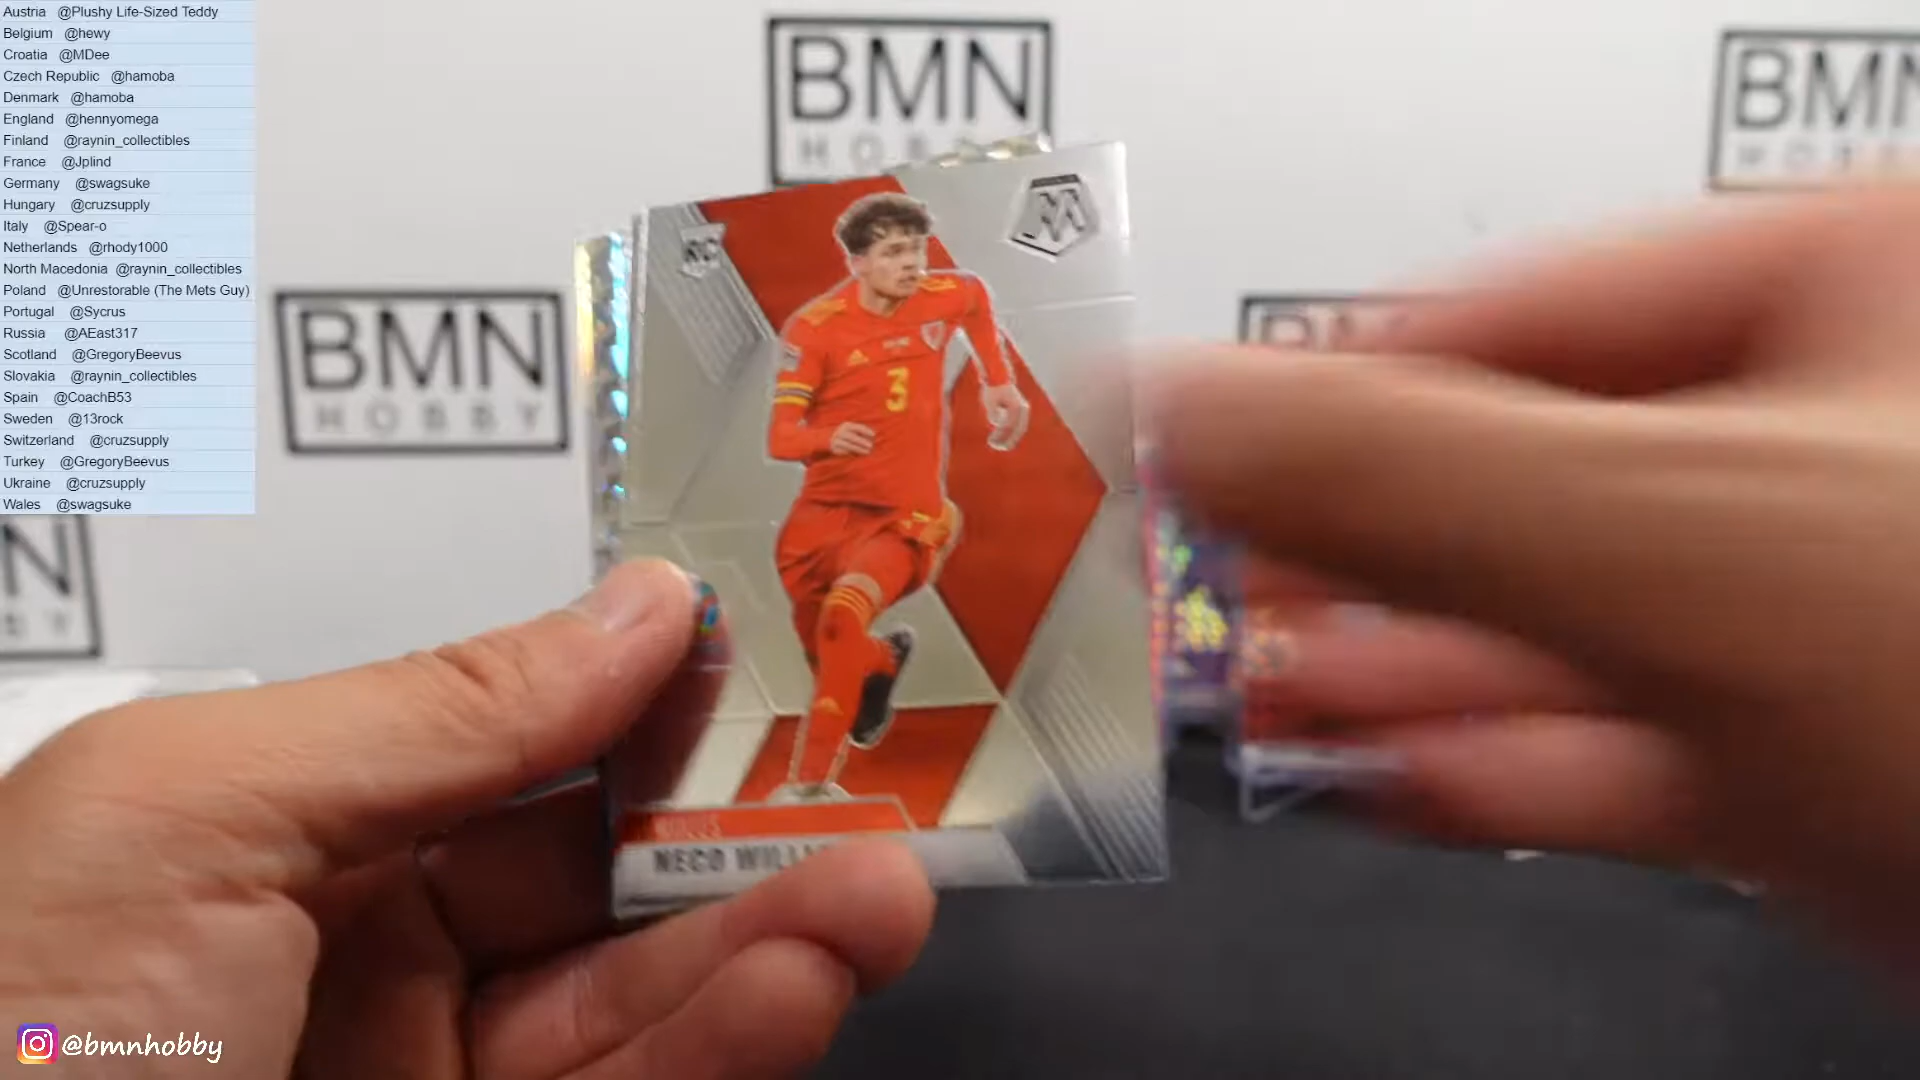 Austria @Plushy Life-Sized Teddy
Belgium @hewy
Croatia @MDee
Czech Republic @hamoba
Denmark @hamoba
England @hennyomega
Finland @raynin_collectibles
France @Jplind
Germany @swagsuke
Hungary @cruzsupply
Italy @Spear-o
Netherlands @rhody1000
North Macedonia @raynin_collectibles
Poland @Unrestorable (The Mets Guy)
Portugal @Sycrus
Russia @AEast317
Scotland @GregoryBeevus
Slovakia @raynin_collectibles
Spain @CoachB53
Sweden @13rock
Switzerland @cruzsupply
Turkey @GregoryBeevus
Ukraine @cruzsupply
Wales @swagsuke
BMN
BMN
HOBBY
RC
M
3
NECO
@bmnhobby